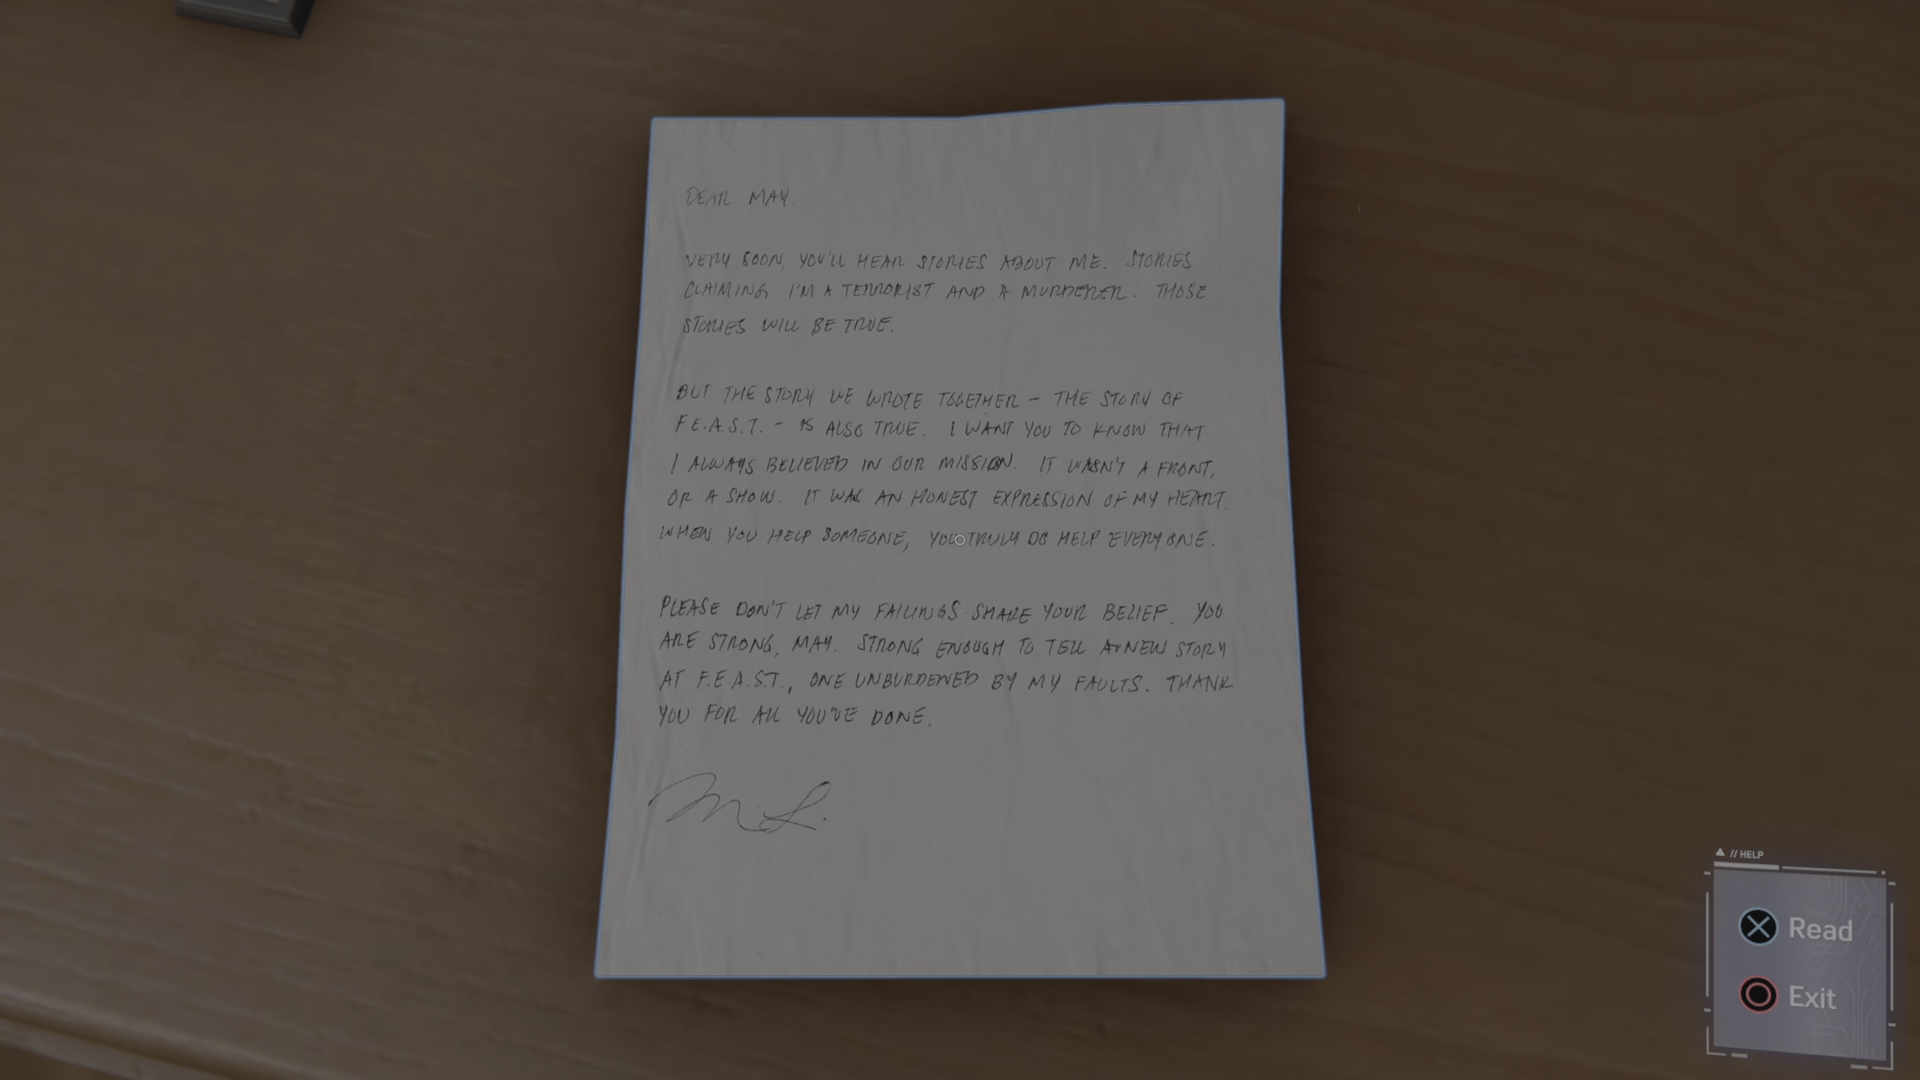 DEAR MAY
VERY SOON, YOU'LL HEAR STORIES ABOUT ME. STORIES
CLAIMING I'M A TERRORIST AND A MURDERER. THOSE
STORIES WILL BE TRUE.
BUT THE STORY WE WROTE TOGETHER - THE STORY OF
F.E.A.S.T. - IS ALSO TRUE. I WANT YOU TO KNOW THAT
I ALWAYS BELIEVED IN OUR MISSION. IT WASN'T A FRONT,
OR A SHOW. IT WAS AN HONEST EXPRESSION OF MY HEART.
WHEN YOU HELP SOMEONE, YOU TRULY DO HELP EVERYONE.
PLEASE DON'T LET MY FAILINGS SHAKE YOUR BELIEF. YOU
ARE STRONG, MAY. STRONG ENOUGH TO TELL A NEW STORY
AT F.E.A.S.T., ONE UNBURDENED BY MY FAULTS. THANK
YOU FOR ALL YOU'VE DONE.
M L.
// HELP
Read
Exit